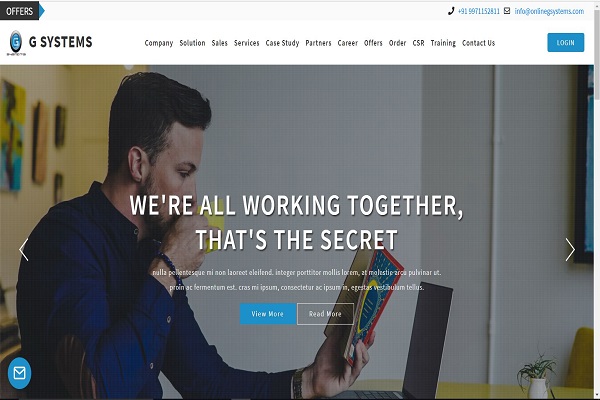 OFFERS
+91 9971152811 info@onlinegsystems.com
G SYSTEMS
Company Solution Sales Services Case Study Partners Career Offers Order CSR Training Contact Us
LOGIN
WE'RE ALL WORKING TOGETHER,
THAT'S THE SECRET
nulla pellentesque mi non laoreet eleifend, integer porttitor mollis lorem, at molestie arcu pulvinar ut.
proin ac fermentum est. cras mi ipsum, consectetur ac ipsum in, egestas vestibulum tellus.
View More Read More